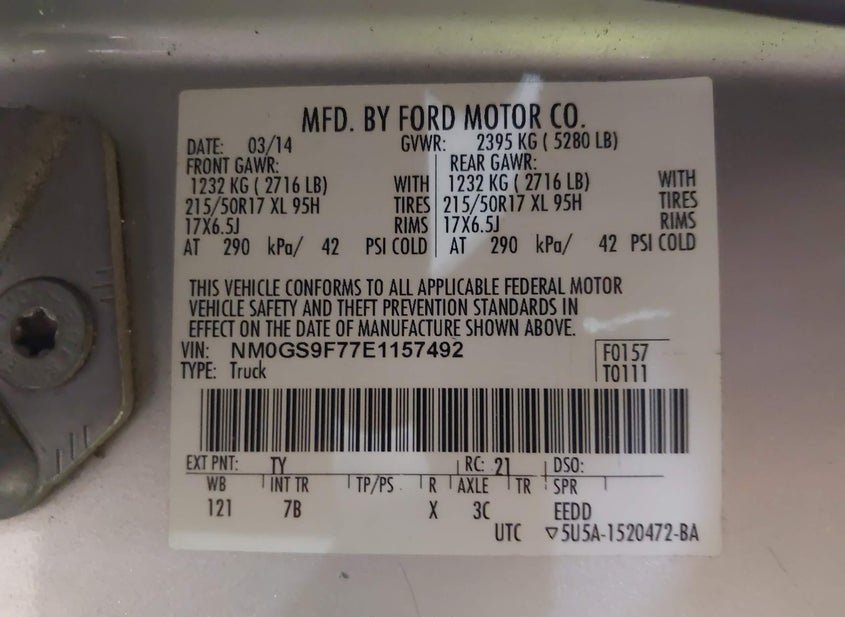 MFD. BY FORD MOTOR CO.
DATE: 03/14 GVWR: 2395 KG ( 5280 LB)
FRONT GAWR: REAR GAWR:
1232 KG ( 2716 LB) WITH 1232 KG ( 2716 LB) WITH
215/50R17 XL 95H TIRES 215/50R17 XL 95H TIRES
17X6.5J RIMS 17X6.5J RIMS
AT 290 kPa/ 42 PSI COLD AT 290 kPa/ 42 PSI COLD
THIS VEHICLE CONFORMS TO ALL APPLICABLE FEDERAL MOTOR
VEHICLE SAFETY AND THEFT PREVENTION STANDARDS IN
EFFECT ON THE DATE OF MANUFACTURE SHOWN ABOVE.
VIN: NM0GS9F77E1157492 F0157
TYPE: Truck T0111
EXT PNT: TY RC: 21 DSO:
WB INT TR TP/PS R AXLE TR SPR
121 7B X 3C EEDD
UTC ▽5U5A-1520472-BA